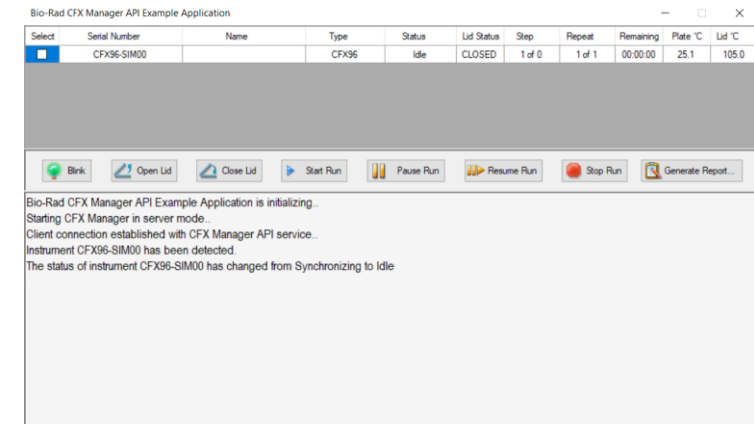 Bio-Rad CFX Manager API Example Application
Select Serial Number Name Type Status Lid Status Step Repeat Remaining Plate °C Lid °C
CFX96-SIM00 CFX96 Idle CLOSED 1 of 0 1 of 1 00:00:00 25.1 105.0
Blink Open Lid Close Lid Start Run Pause Run Resume Run Stop Run Generate Report...
Bio-Rad CFX Manager API Example Application is initializing..
Starting CFX Manager in server mode..
Client connection established with CFX Manager API service..
Instrument CFX96-SIM00 has been detected.
The status of instrument CFX96-SIM00 has changed from Synchronizing to Idle